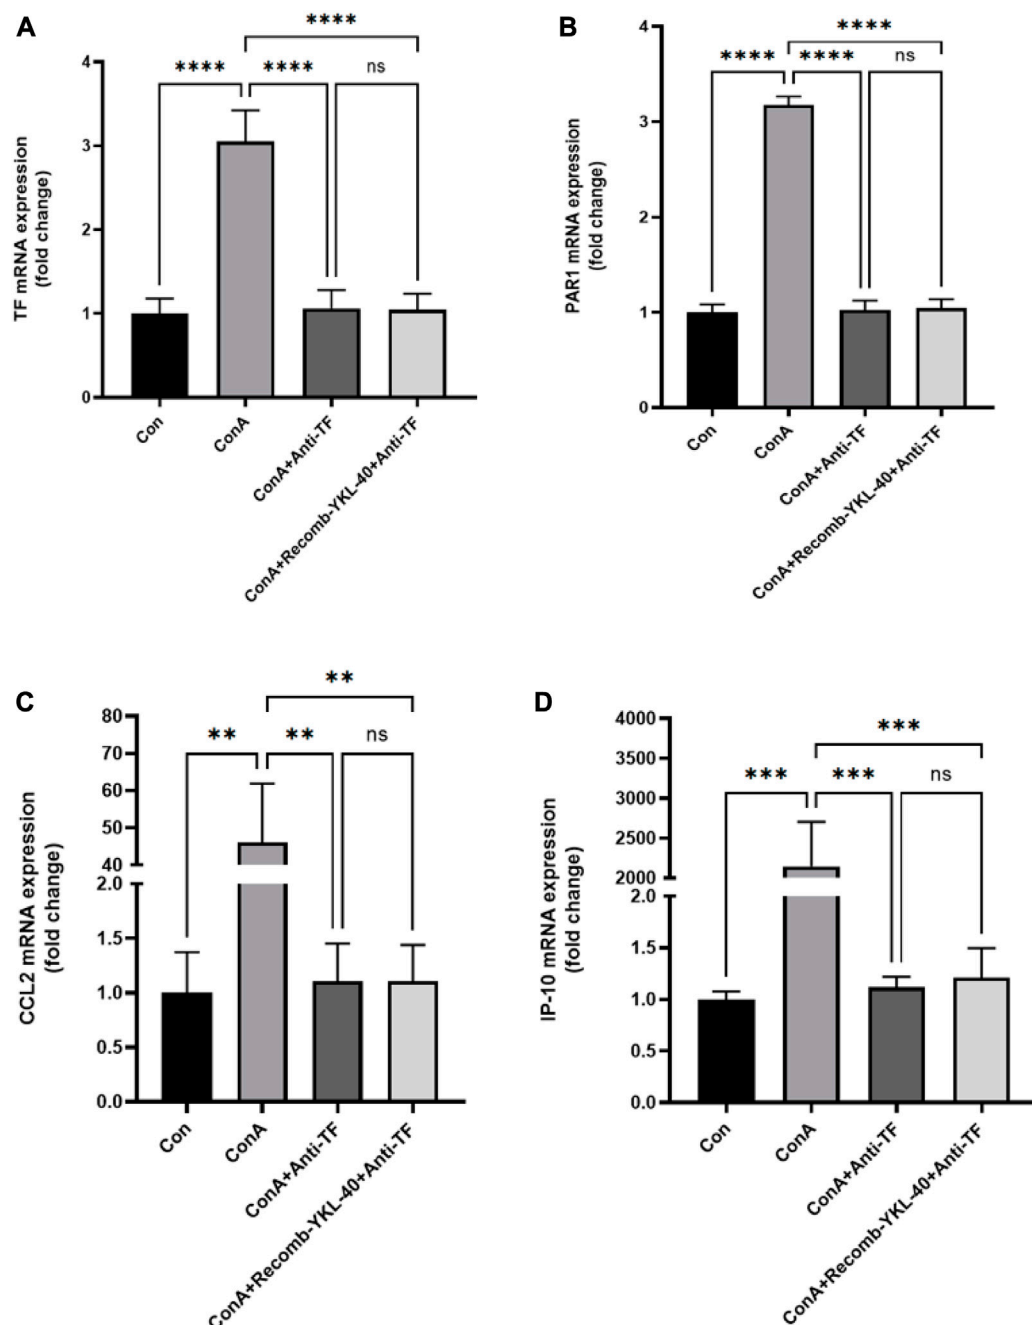 A
TF mRNA expression
(fold change)
4
3
2
1
0
****
****
****
ns
Con
ConA
ConA+Anti-TF
ConA+Recomb-YKL-40+Anti-TF
B
PAR1 mRNA expression
(fold change)
4
3
2
1
0
****
****
****
ns
Con
ConA
ConA+Anti-TF
ConA+Recomb-YKL-40+Anti-TF
C
CCL2 mRNA expression
(fold change)
80
70
60
50
40
2.0
1.5
1.0
0.5
0.0
**
**
**
ns
Con
ConA
ConA+Anti-TF
ConA+Recomb-YKL-40+Anti-TF
D
IP-10 mRNA expression
(fold change)
4000
3500
3000
2500
2000
2.0
1.5
1.0
0.5
0.0
***
***
***
ns
Con
ConA
ConA+Anti-TF
ConA+Recomb-YKL-40+Anti-TF